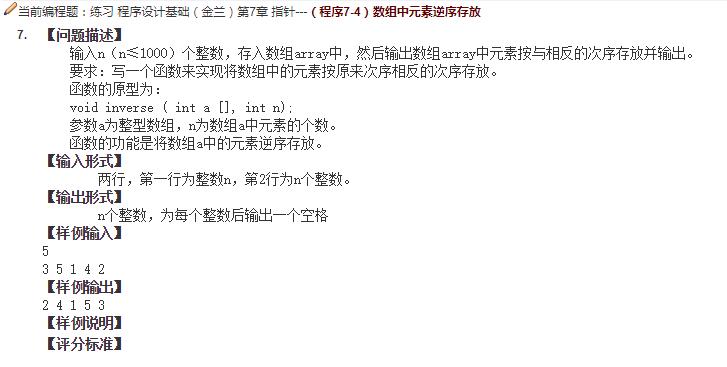 当前编程题：练习 程序设计基础（金兰）第7章 指针---（程序7-4）数组中元素逆序存放
7. 【问题描述】
输入n（n≤1000）个整数，存入数组array中，然后输出数组array中元素按与相反的次序存放并输出。
要求：写一个函数来实现将数组中的元素按原来次序相反的次序存放。
函数的原型为：
void inverse ( int a [], int n);
参数a为整型数组，n为数组a中元素的个数。
函数的功能是将数组a中的元素逆序存放。
【输入形式】
两行，第一行为整数n，第2行为n个整数。
【输出形式】
n个整数，为每个整数后输出一个空格
【样例输入】
5
3 5 1 4 2
【样例输出】
2 4 1 5 3
【样例说明】
【评分标准】